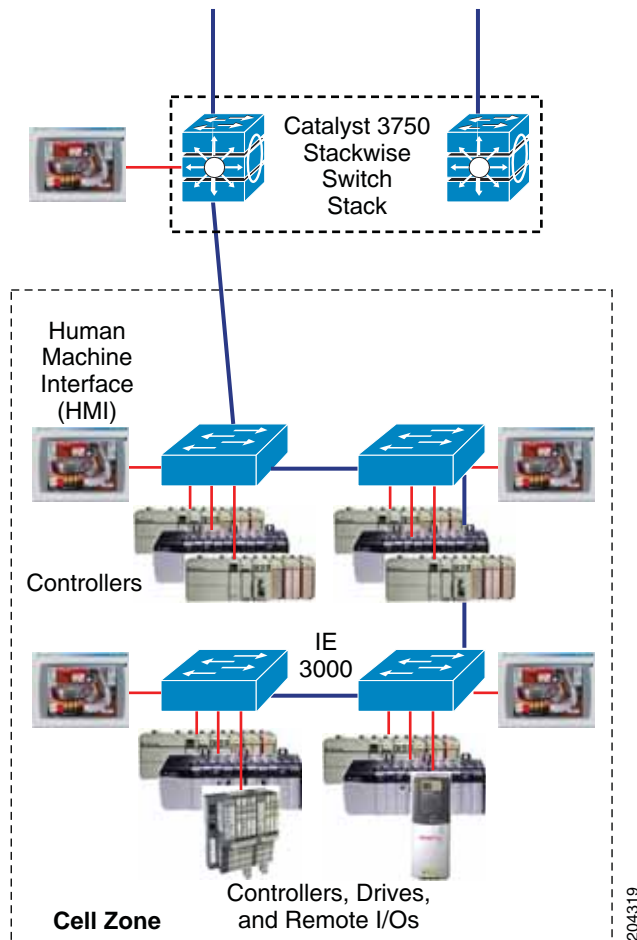 Catalyst 3750
Stackwise
Switch
Stack
Human
Machine
Interface
(HMI)
Controllers
IE
3000
Controllers, Drives,
and Remote I/Os
Cell Zone
204319